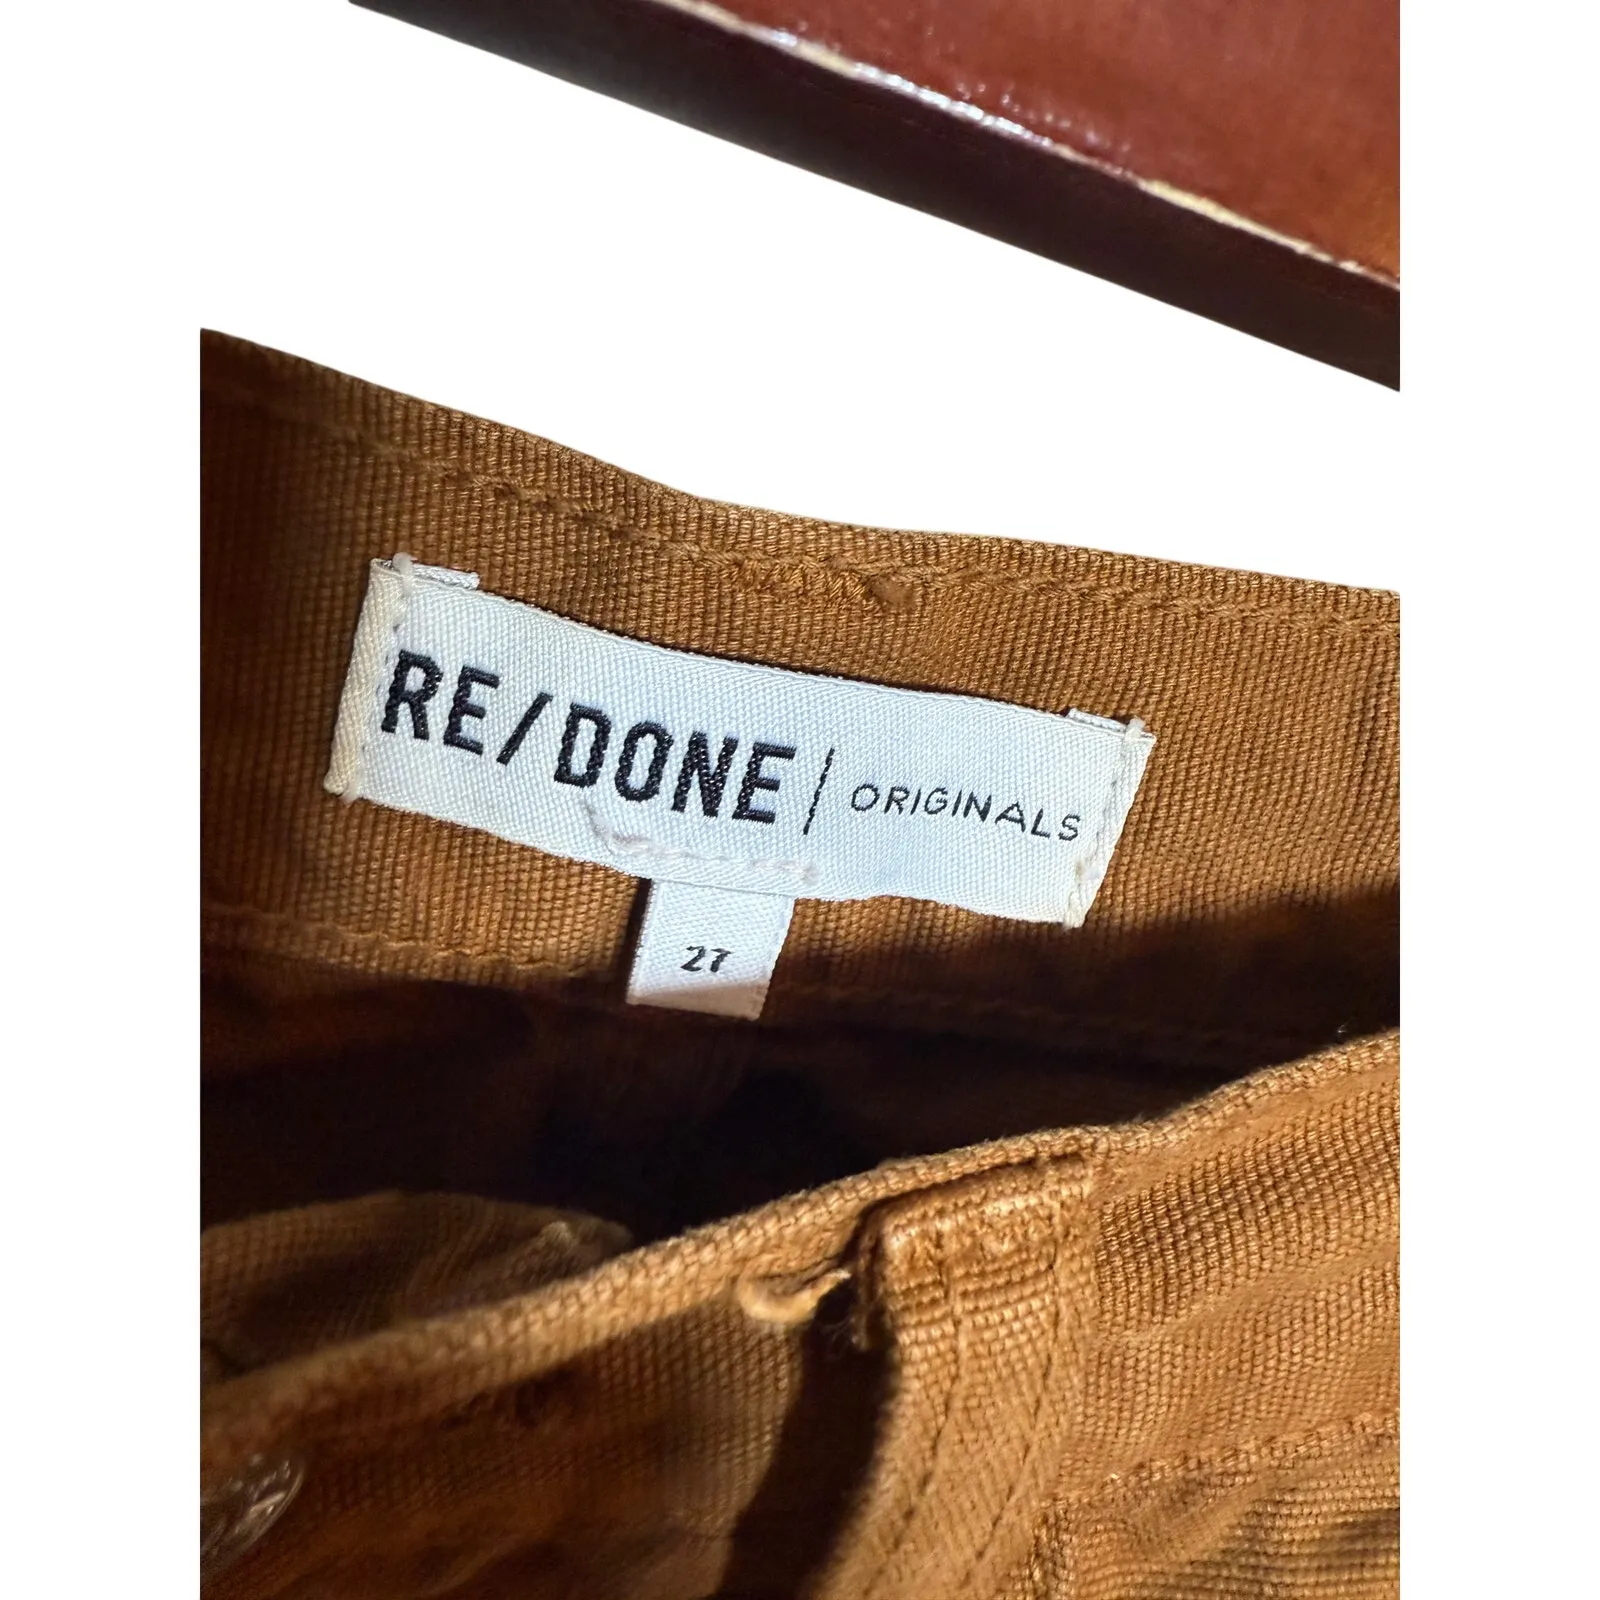 RE/DONE | ORIGINALS
27